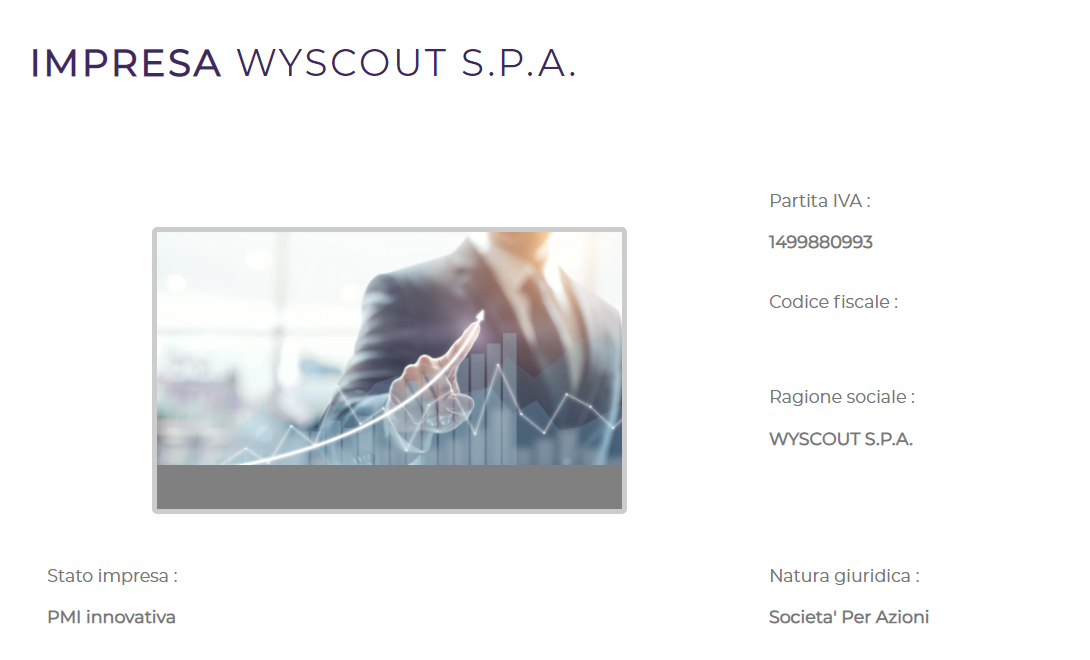 IMPRESA WYSCOUT S.P.A.
Partita IVA :
1499880993
Codice fiscale :
Ragione sociale :
WYSCOUT S.P.A.
Stato impresa :
PMI innovativa
Natura giuridica :
Societa' Per Azioni